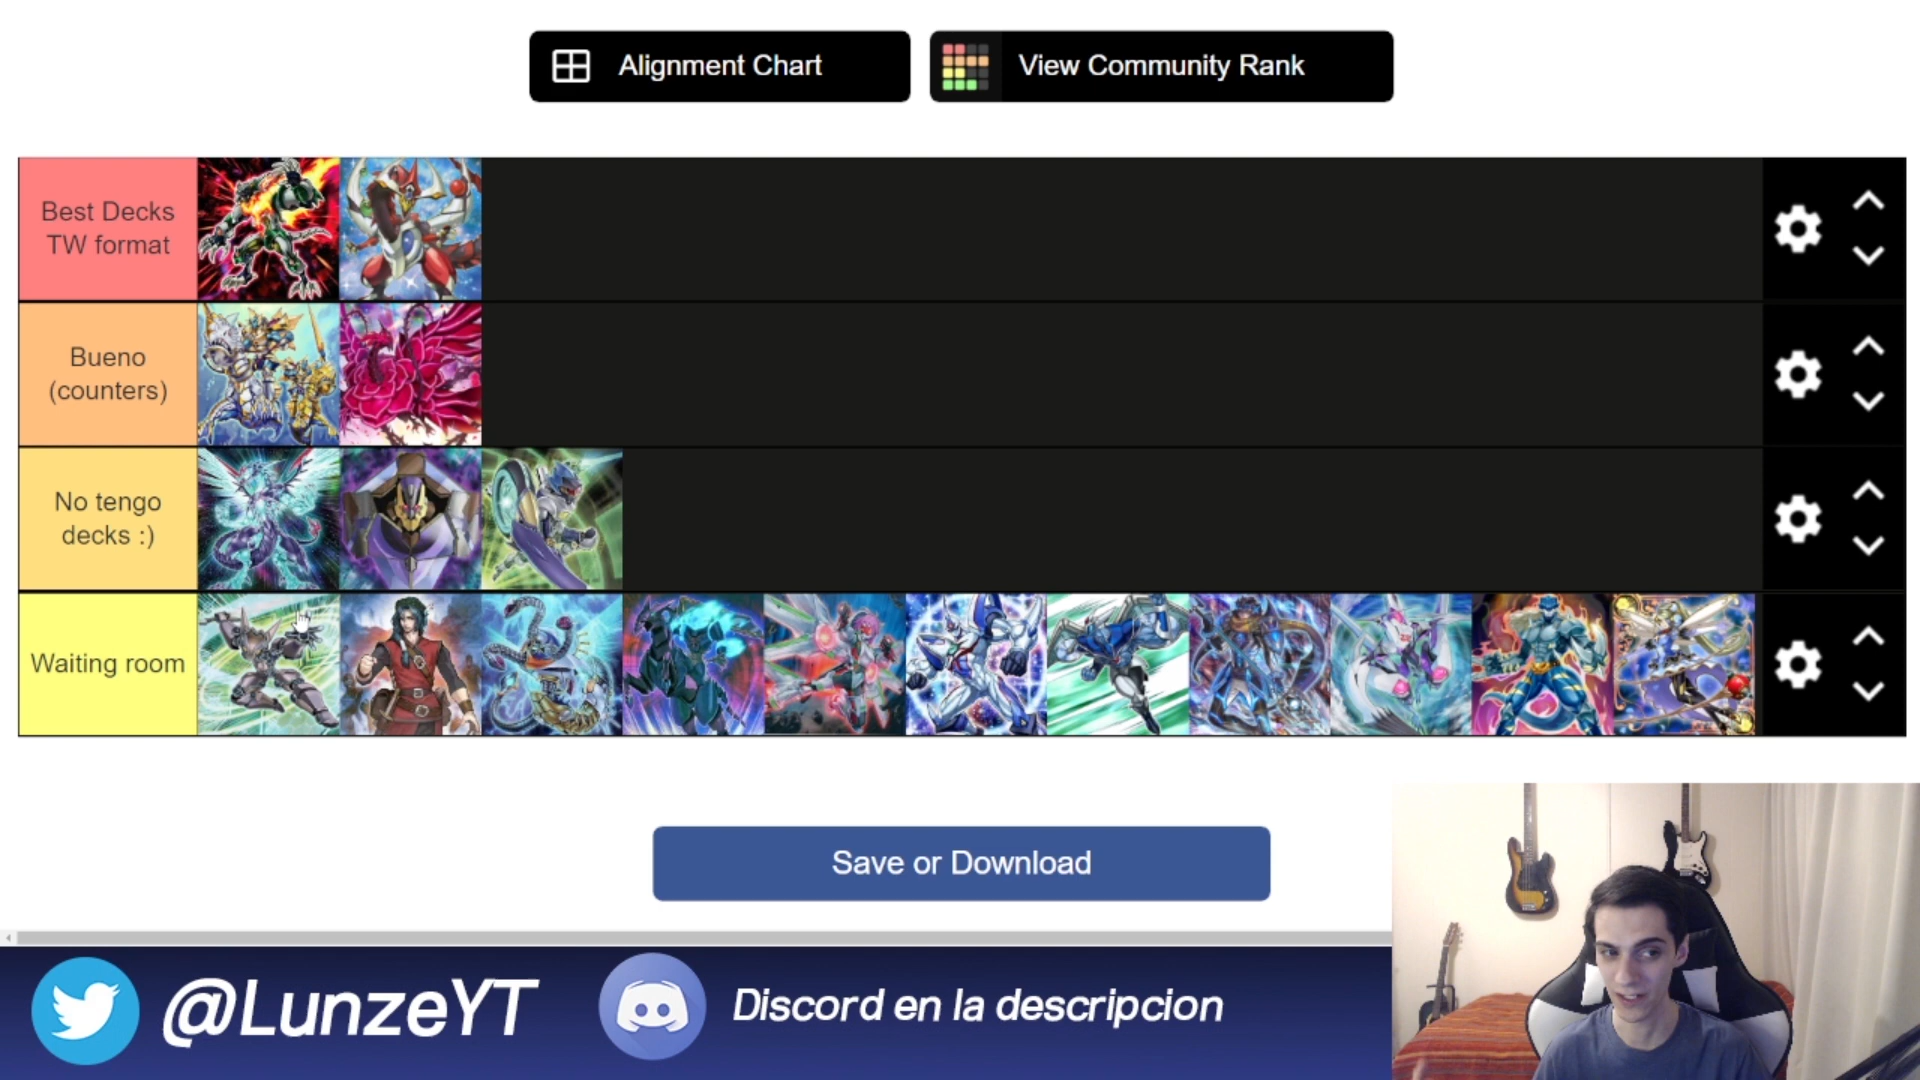 Alignment Chart
View Community Rank
Best Decks
TW format
Bueno
(counters)
No tengo
decks :)
Waiting room
Save or Download
@LunzeYT
Discord en la descripcion